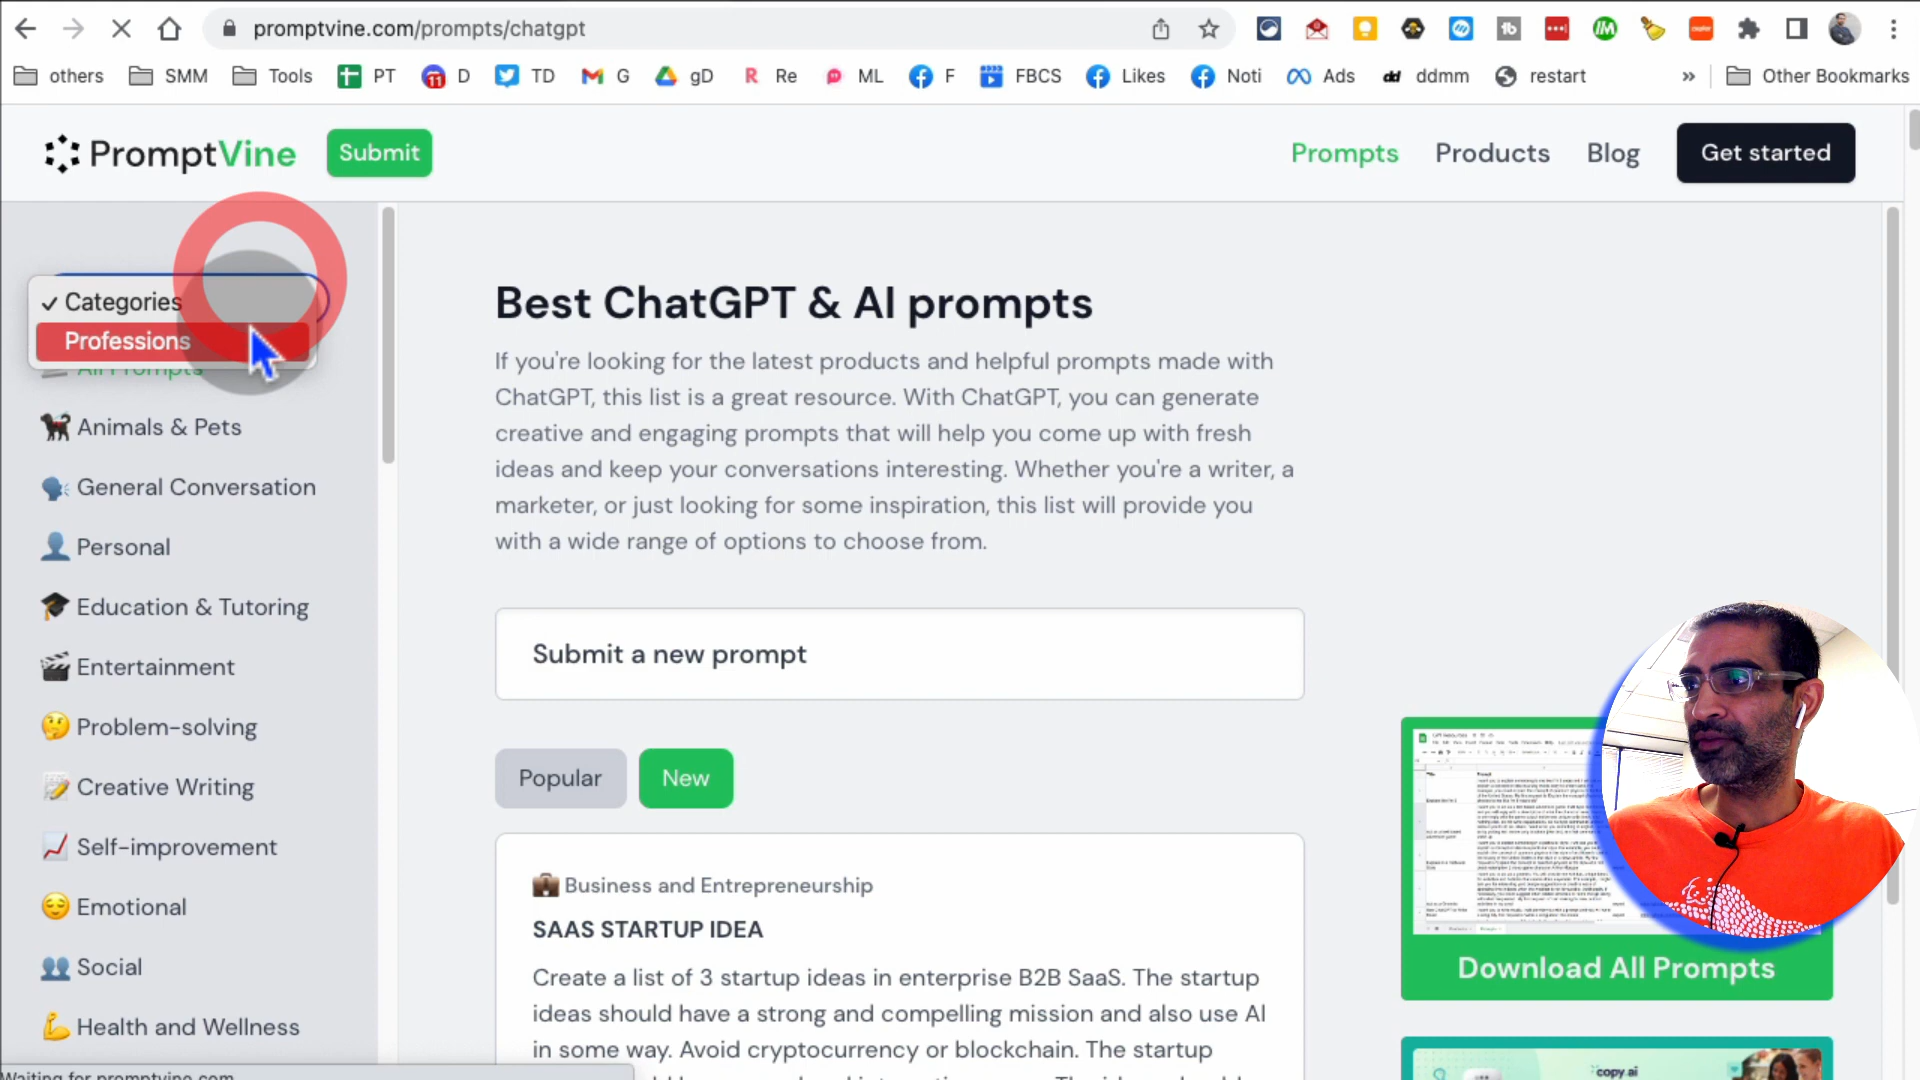 promptvine.com/prompts/chatgpt
others SMM Tools PT D TD G gD Re ML F FBCS Likes Noti Ads ddmm restart » Other Bookmarks
PromptVine Submit Prompts Products Blog Get started
✓ Categories
Professions
All Prompts
Animals & Pets
General Conversation
Personal
Education & Tutoring
Entertainment
Problem-solving
Creative Writing
Self-improvement
Emotional
Social
Health and Wellness
Waiting for promptvine.com
Best ChatGPT & AI prompts
If you're looking for the latest products and helpful prompts made with
ChatGPT, this list is a great resource. With ChatGPT, you can generate
creative and engaging prompts that will help you come up with fresh
ideas and keep your conversations interesting. Whether you're a writer, a
marketer, or just looking for some inspiration, this list will provide you
with a wide range of options to choose from.
Submit a new prompt
Popular New
Business and Entrepreneurship
SAAS STARTUP IDEA
Create a list of 3 startup ideas in enterprise B2B SaaS. The startup
ideas should have a strong and compelling mission and also use AI
in some way. Avoid cryptocurrency or blockchain. The startup
Download All Prompts
copy.ai